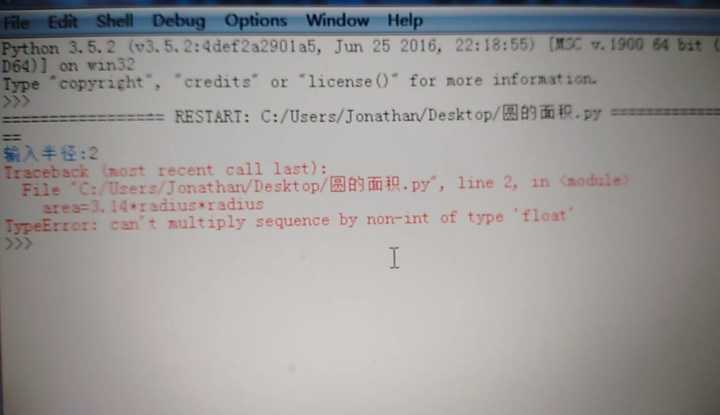 File Edit Shell Debug Options Window Help
Python 3.5.2 (v3.5.2:4def2a2901a5, Jun 25 2016, 22:18:55) [MSC v.1900 64 bit (
D64)] on win32
Type "copyright", "credits" or "license()" for more information.
>>>
================= RESTART: C:/Users/Jonathan/Desktop/圆的面积.py ============
==
输入半径:2
Traceback (most recent call last):
File "C:/Users/Jonathan/Desktop/圆的面积.py", line 2, in <module>
area=3.14*radius*radius
TypeError: can't multiply sequence by non-int of type 'float'
>>>